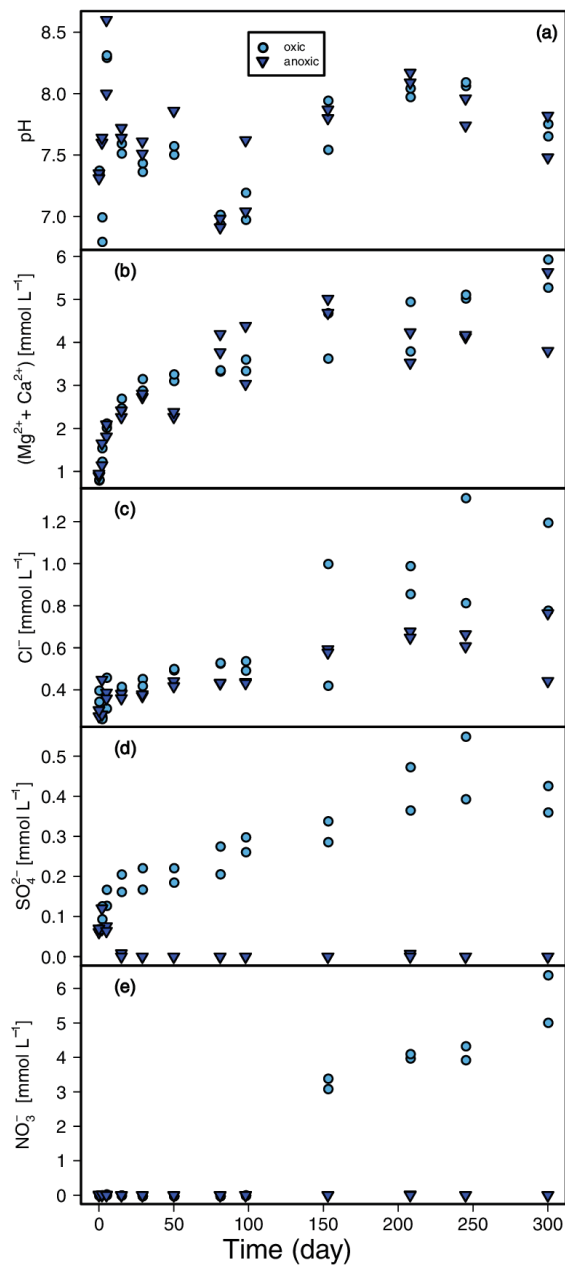 (a)
oxic
anoxic
8.5
8.0
7.5
7.0
pH
(b)
6
5
4
3
2
1
(Mg²⁺+ Ca²⁺) [mmol L⁻¹]
(c)
1.2
1.0
0.8
0.6
0.4
Cl⁻ [mmol L⁻¹]
(d)
0.5
0.4
0.3
0.2
0.1
0.0
SO₄²⁻ [mmol L⁻¹]
(e)
6
5
4
3
2
1
0
NO₃⁻ [mmol L⁻¹]
0 50 100 150 200 250 300
Time (day)